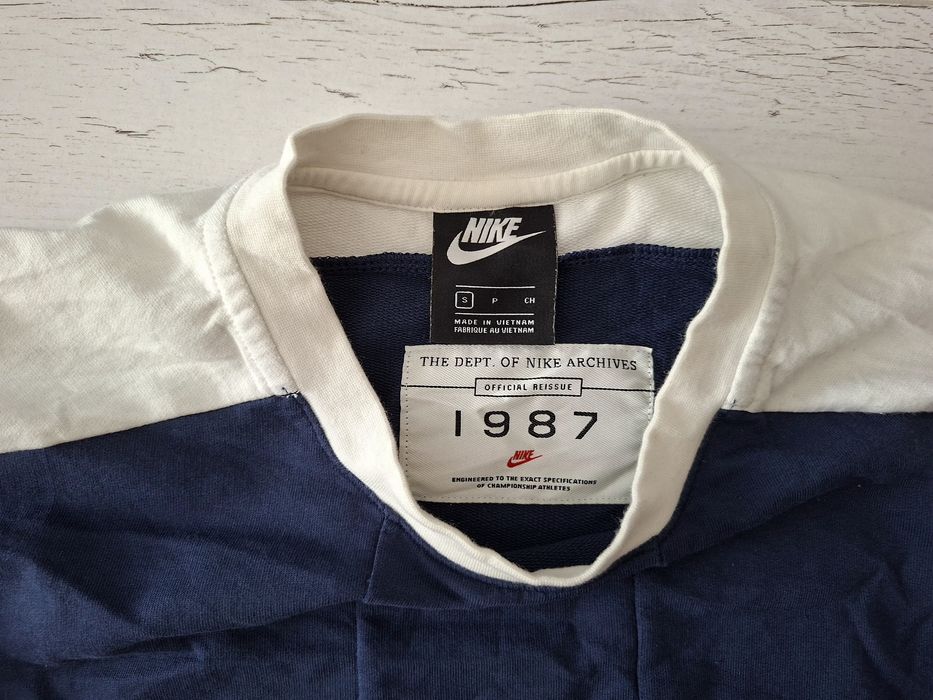 NIKE
S P CH
MADE IN VIETNAM
FABRIQUE AU VIETNAM
THE DEPT. OF NIKE ARCHIVES
OFFICIAL REISSUE
1987
NIKE
ENGINEERED TO THE EXACT SPECIFICATIONS
OF CHAMPIONSHIP ATHLETES